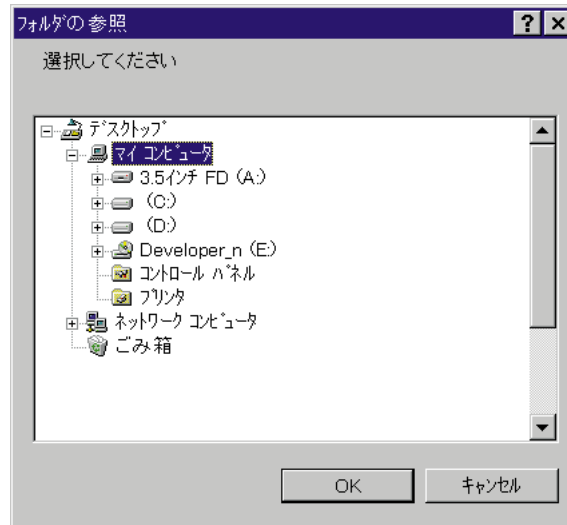 ﾌｫﾙﾀﾞの参照
選択してください
ﾃﾞｽｸﾄｯﾌﾟ
ﾏｲ ｺﾝﾋﾟｭｰﾀ
3.5ｲﾝﾁ FD (A:)
(C:)
(D:)
Developer_n (E:)
ｺﾝﾄﾛｰﾙ ﾊﾟﾈﾙ
ﾌﾟﾘﾝﾀ
ﾈｯﾄﾜｰｸ ｺﾝﾋﾟｭｰﾀ
ごみ箱
OK
ｷｬﾝｾﾙ